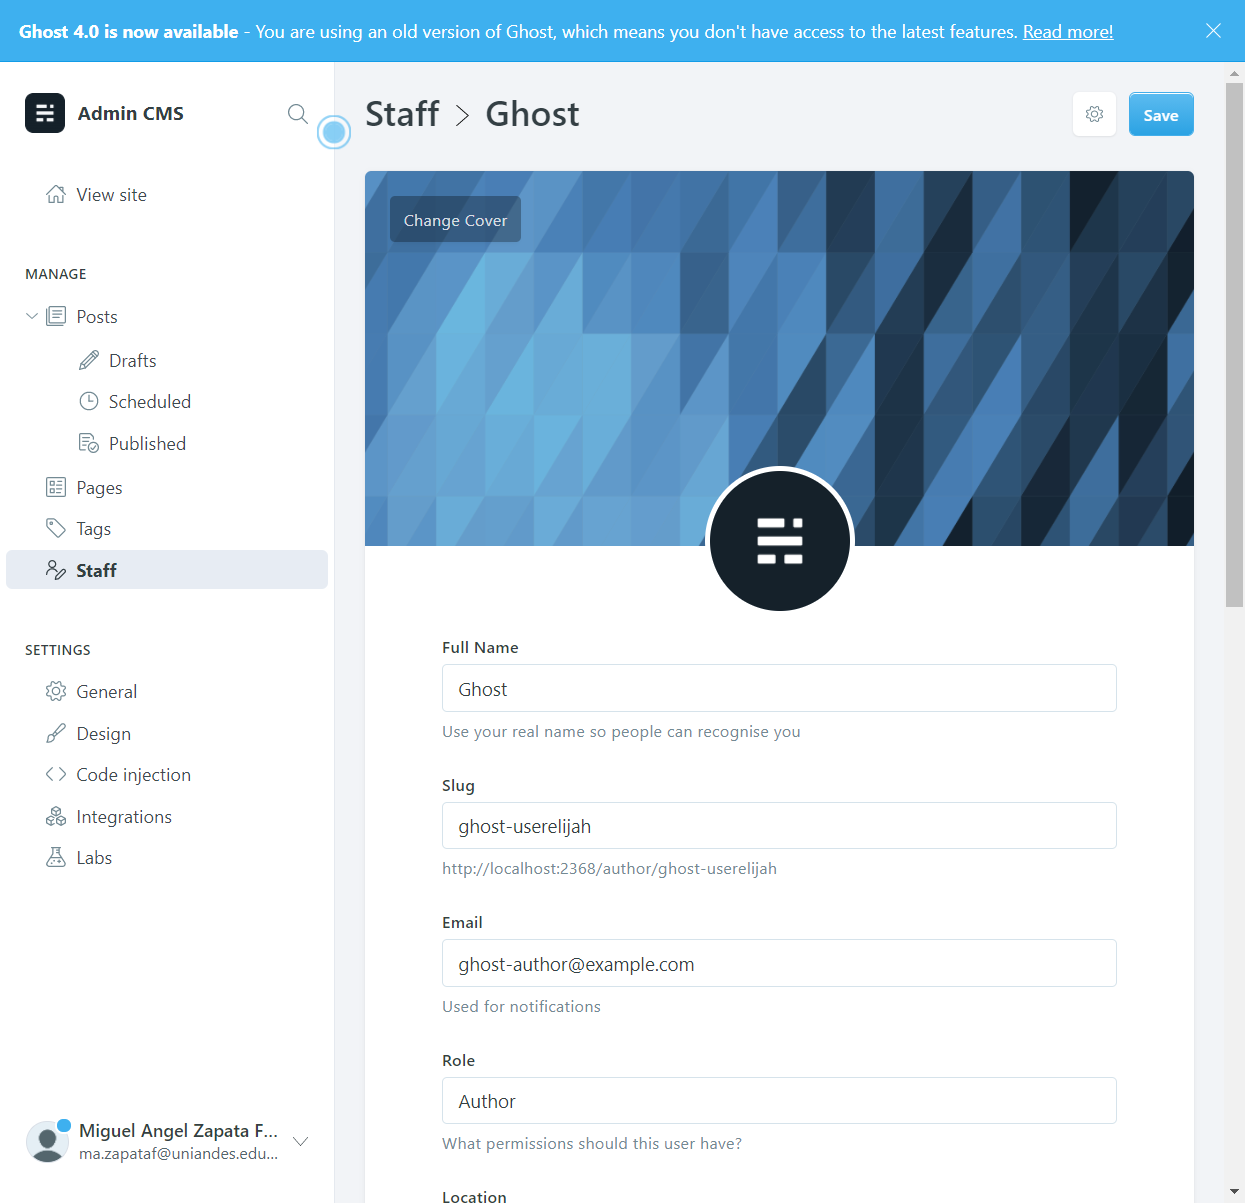 Ghost 4.0 is now available - You are using an old version of Ghost, which means you don't have access to the latest features. Read more!
Admin CMS
View site
MANAGE
Posts
Drafts
Scheduled
Published
Pages
Tags
Staff
SETTINGS
General
Design
Code injection
Integrations
Labs
Miguel Angel Zapata F...
ma.zapataf@uniandes.edu...
Staff > Ghost
Save
Change Cover
Full Name
Ghost
Use your real name so people can recognise you
Slug
ghost-userelijah
http://localhost:2368/author/ghost-userelijah
Email
ghost-author@example.com
Used for notifications
Role
Author
What permissions should this user have?
Location